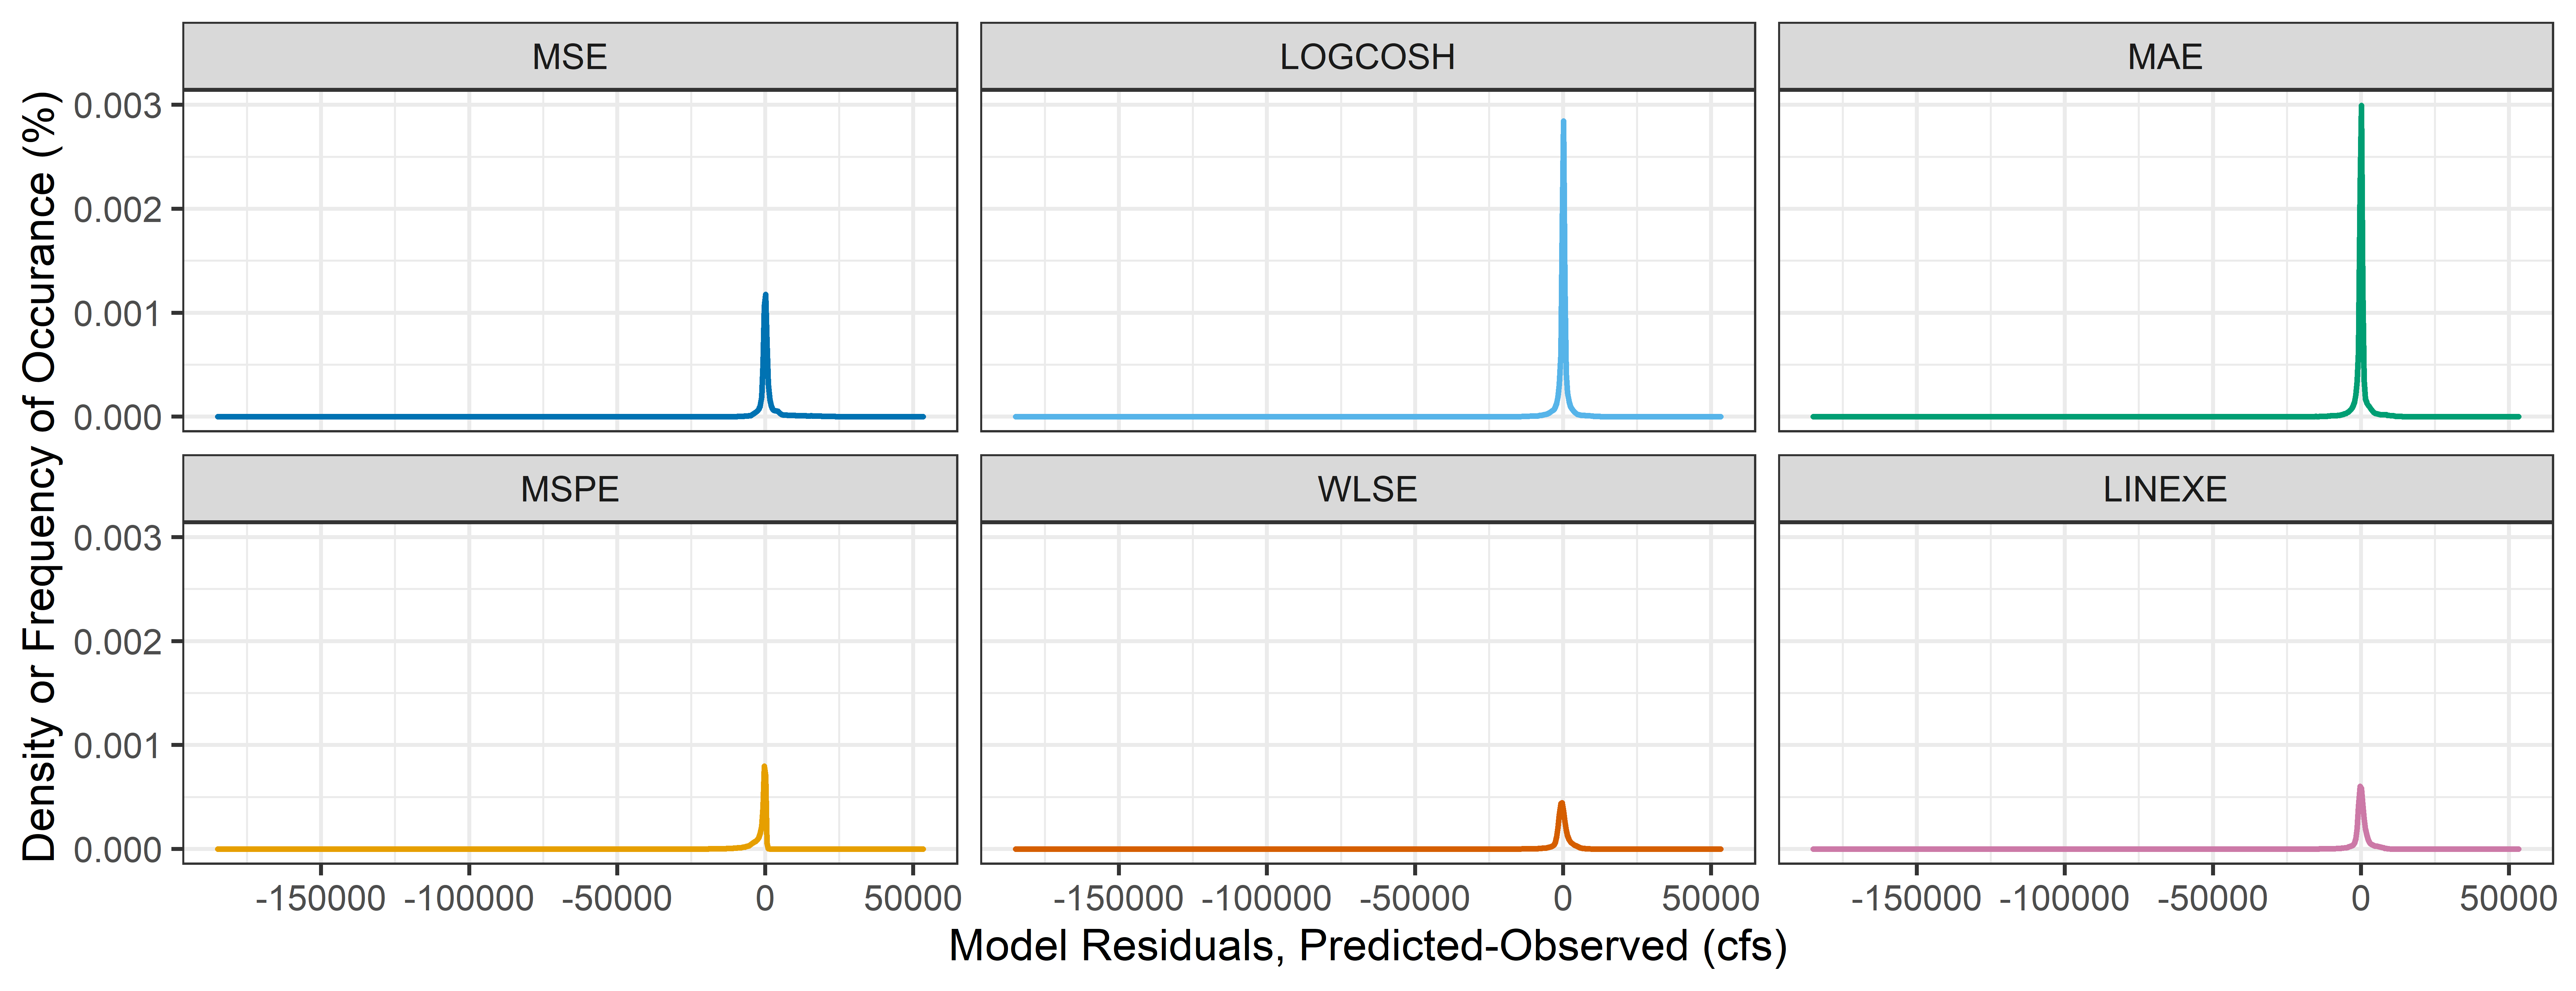 Density or Frequency of Occurance (%)
MSE
LOGCOSH
MAE
0.003
0.002
0.001
0.000
MSPE
WLSE
LINEXE
0.003
0.002
0.001
0.000
-150000 -100000 -50000 0 50000
-150000 -100000 -50000 0 50000
-150000 -100000 -50000 0 50000
Model Residuals, Predicted-Observed (cfs)